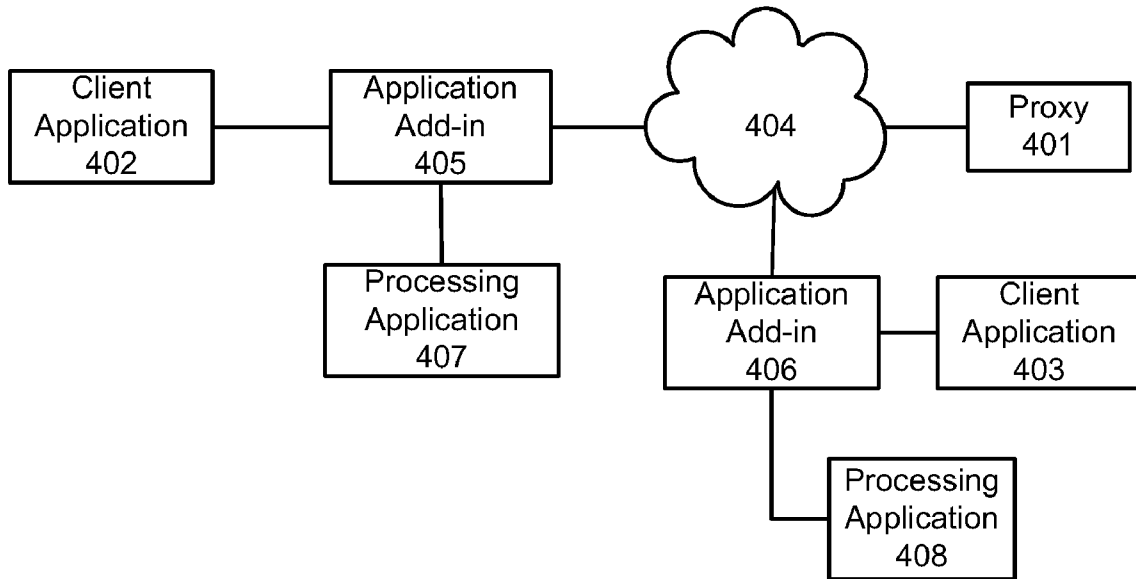 Client
Application
402
Application
Add-in
405
404
Proxy
401
Processing
Application
407
Application
Add-in
406
Client
Application
403
Processing
Application
408